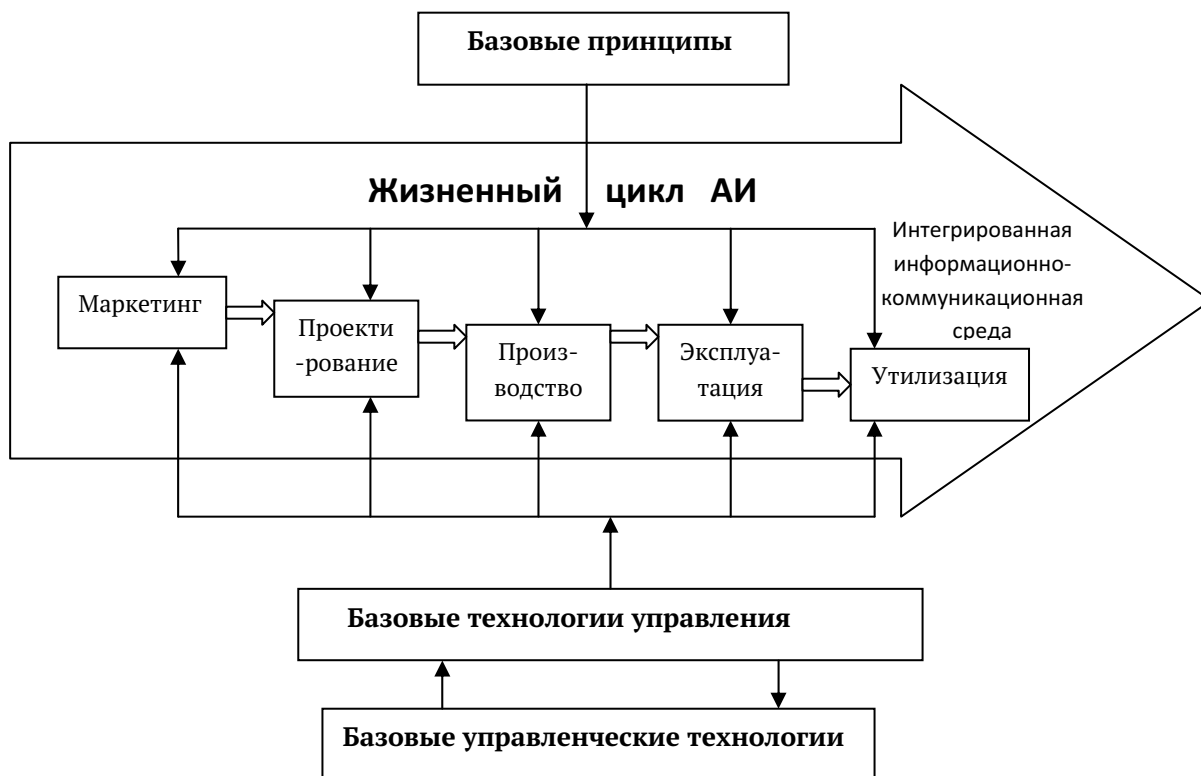 Базовые принципы
Жизненный цикл АИ
Интегрированная
информационно-
коммуникационная
среда
Маркетинг
Проекти
-рование
Произ-
водство
Эксплуа-
тация
Утилизация
Базовые технологии управления
Базовые управленческие технологии